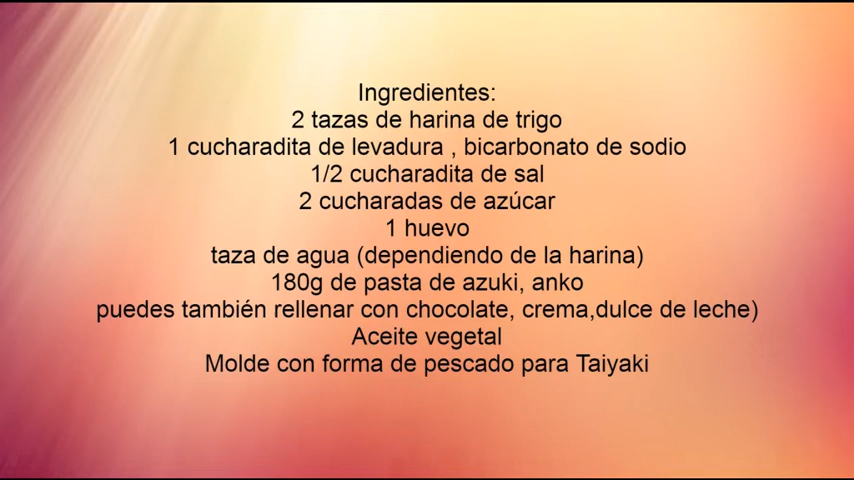 Ingredientes:
2 tazas de harina de trigo
1 cucharadita de levadura , bicarbonato de sodio
1/2 cucharadita de sal
2 cucharadas de azúcar
1 huevo
taza de agua (dependiendo de la harina)
180g de pasta de azuki, anko
puedes también rellenar con chocolate, crema,dulce de leche)
Aceite vegetal
Molde con forma de pescado para Taiyaki